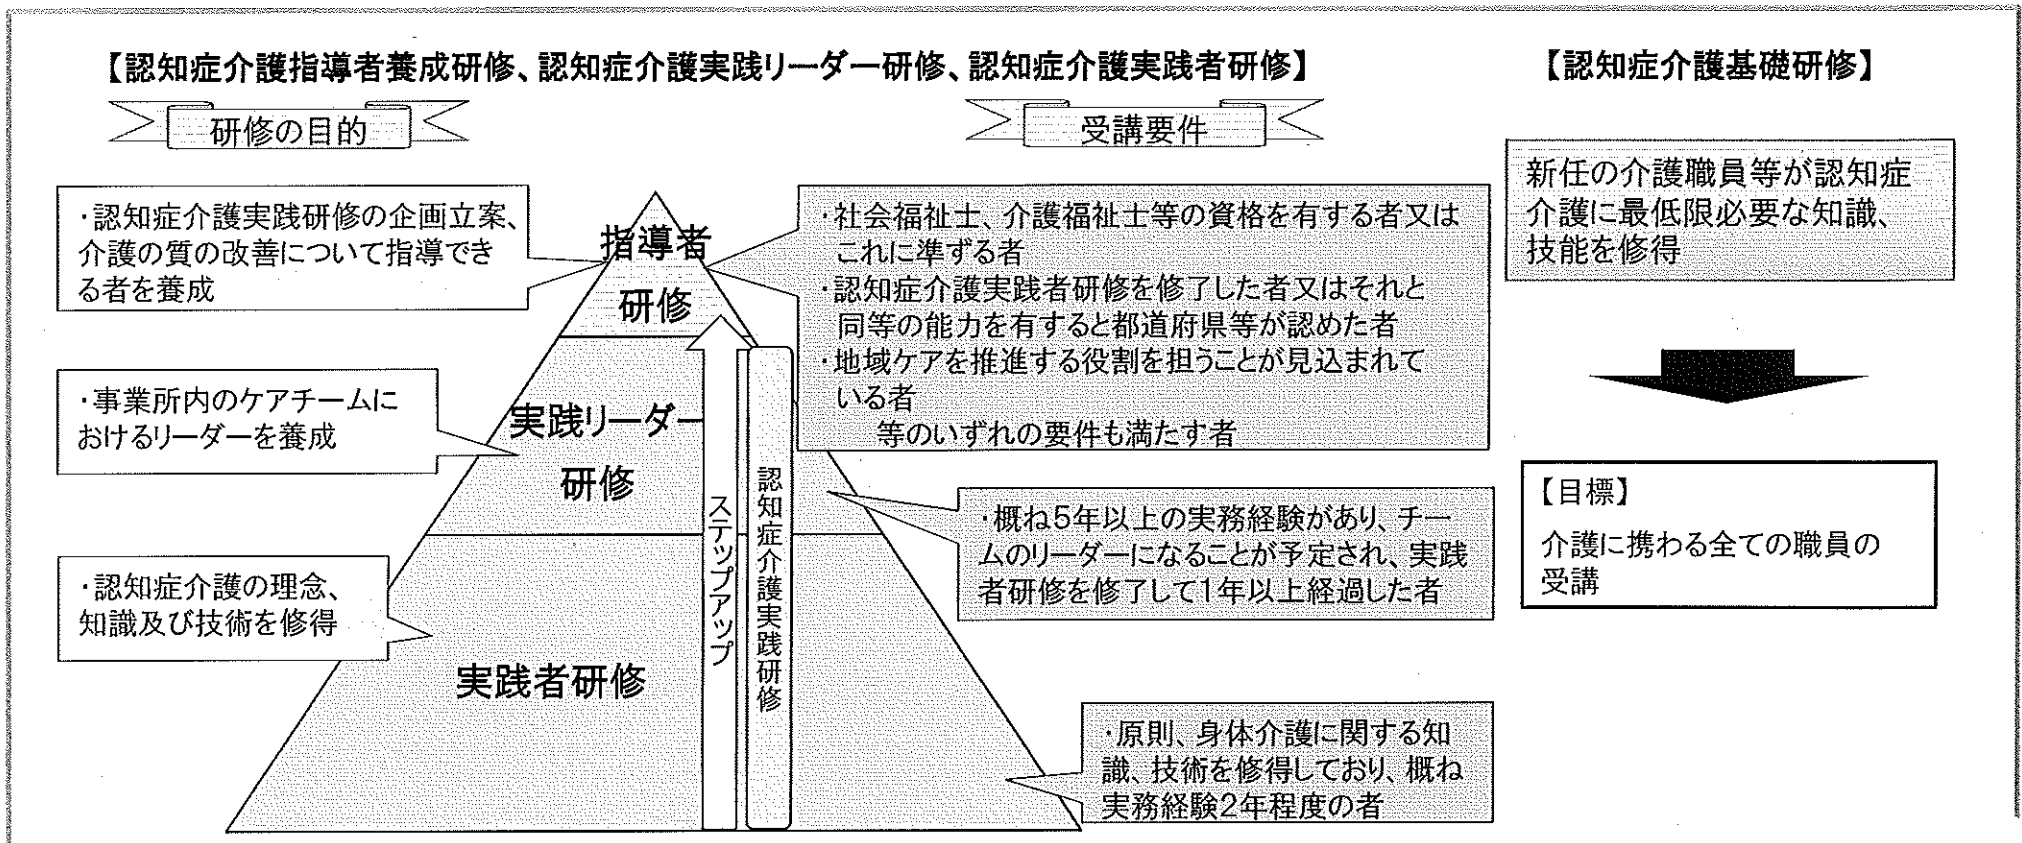 【認知症介護指導者養成研修、認知症介護実践リーダー研修、認知症介護実践者研修】
研修の目的
受講要件
・認知症介護実践研修の企画立案、
介護の質の改善について指導でき
る者を養成
・事業所内のケアチームに
おけるリーダーを養成
・認知症介護の理念、
知識及び技術を修得
指導者
研修
実践リーダー
研修
実践者研修
ステップアップ
認知症介護実践研修
・社会福祉士、介護福祉士等の資格を有する者又は
これに準ずる者
・認知症介護実践者研修を修了した者又はそれと
同等の能力を有すると都道府県等が認めた者
・地域ケアを推進する役割を担うことが見込まれて
いる者
等のいずれの要件も満たす者
・概ね5年以上の実務経験があり、チー
ムのリーダーになることが予定され、実践
者研修を修了して1年以上経過した者
・原則、身体介護に関する知
識、技術を修得しており、概ね
実務経験2年程度の者
【認知症介護基礎研修】
新任の介護職員等が認知症
介護に最低限必要な知識、
技能を修得
【目標】
介護に携わる全ての職員の
受講